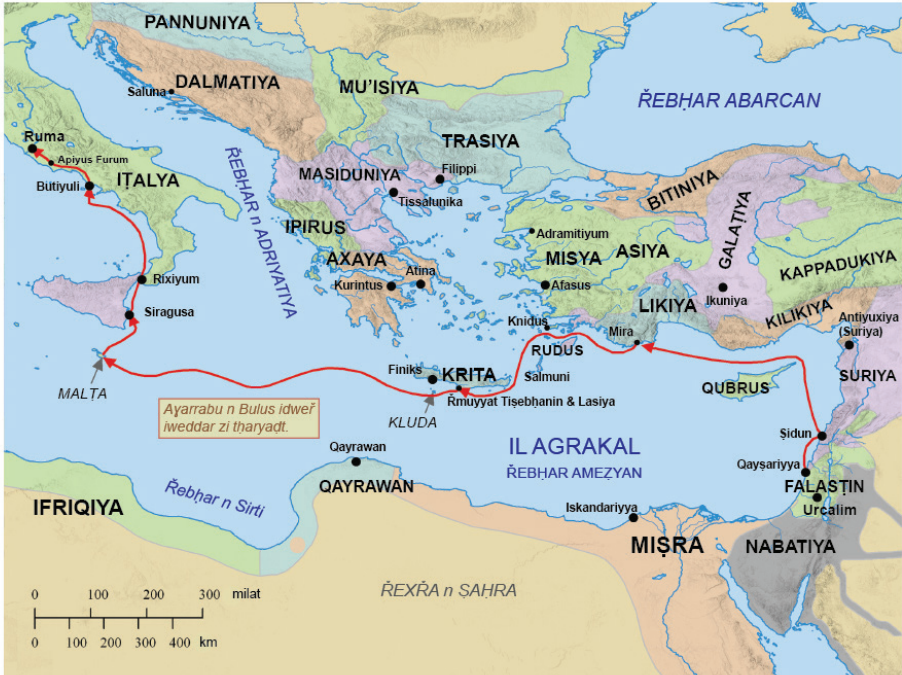 PANNUNIYA
DALMATIYA
Saluna
MU'ISIYA
ŘEBḤAR ABARCAN
TRASIYA
Ruma
Apiyus Furum
Butiyuli
IṬALYA
ŘEBḤAR n ADRIYATIYA
MASIDUNIYA
Filippi
Tissalunika
BITINIYA
GALAṬIYA
IPIRUS
Adramitiyum
MISYA
ASIYA
KAPPADUKIYA
AXAYA
Kurintus
Atina
Afasus
Ikuniya
LIKIYA
KILIKIYA
Rixiyum
Siragusa
Knidus
Mira
Antiyuxiya
(Suriya)
RUDUS
Salmuni
SURIYA
MALṬA
Finiks
KRITA
QUBRUS
Řmuyyat Tiṣebḥanin & Lasiya
KLUDA
Aɣarrabu n Bulus idweř
iweddar zi tḥaryaḍt.
Ṣidun
IL AGRAKAL
ŘEBḤAR AMEẒYAN
Qayrawan
QAYRAWAN
Qayṣariyya
FALASṬIN
Urcalim
Řebḥar n Sirti
IFRIQIYA
Iskandariyya
MIṢRA
NABATIYA
ŘEXŘA n ṢAḤRA
0 100 200 300 milat
0 100 200 300 400 km